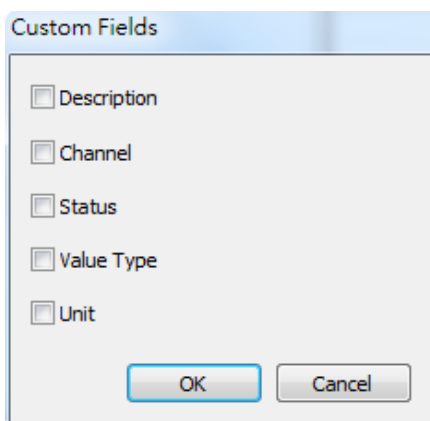 Custom Fields
Description
Channel
Status
Value Type
Unit
OK Cancel